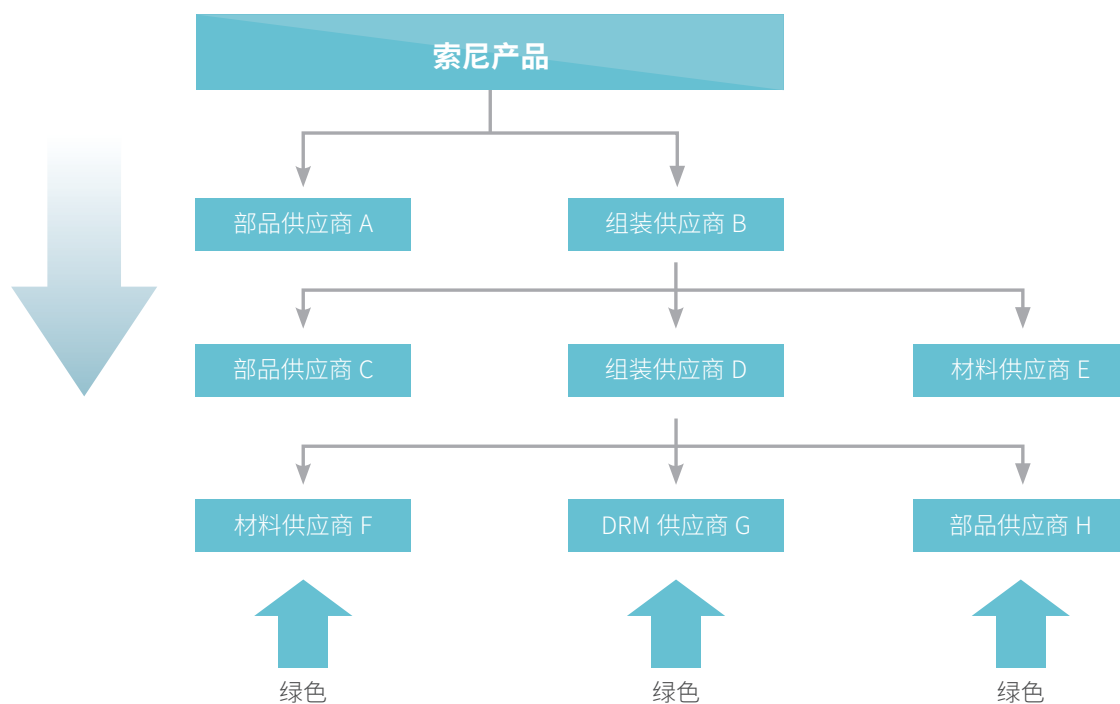 索尼产品
部品供应商 A
组装供应商 B
部品供应商 C
组装供应商 D
材料供应商 E
材料供应商 F
DRM 供应商 G
部品供应商 H
绿色
绿色
绿色